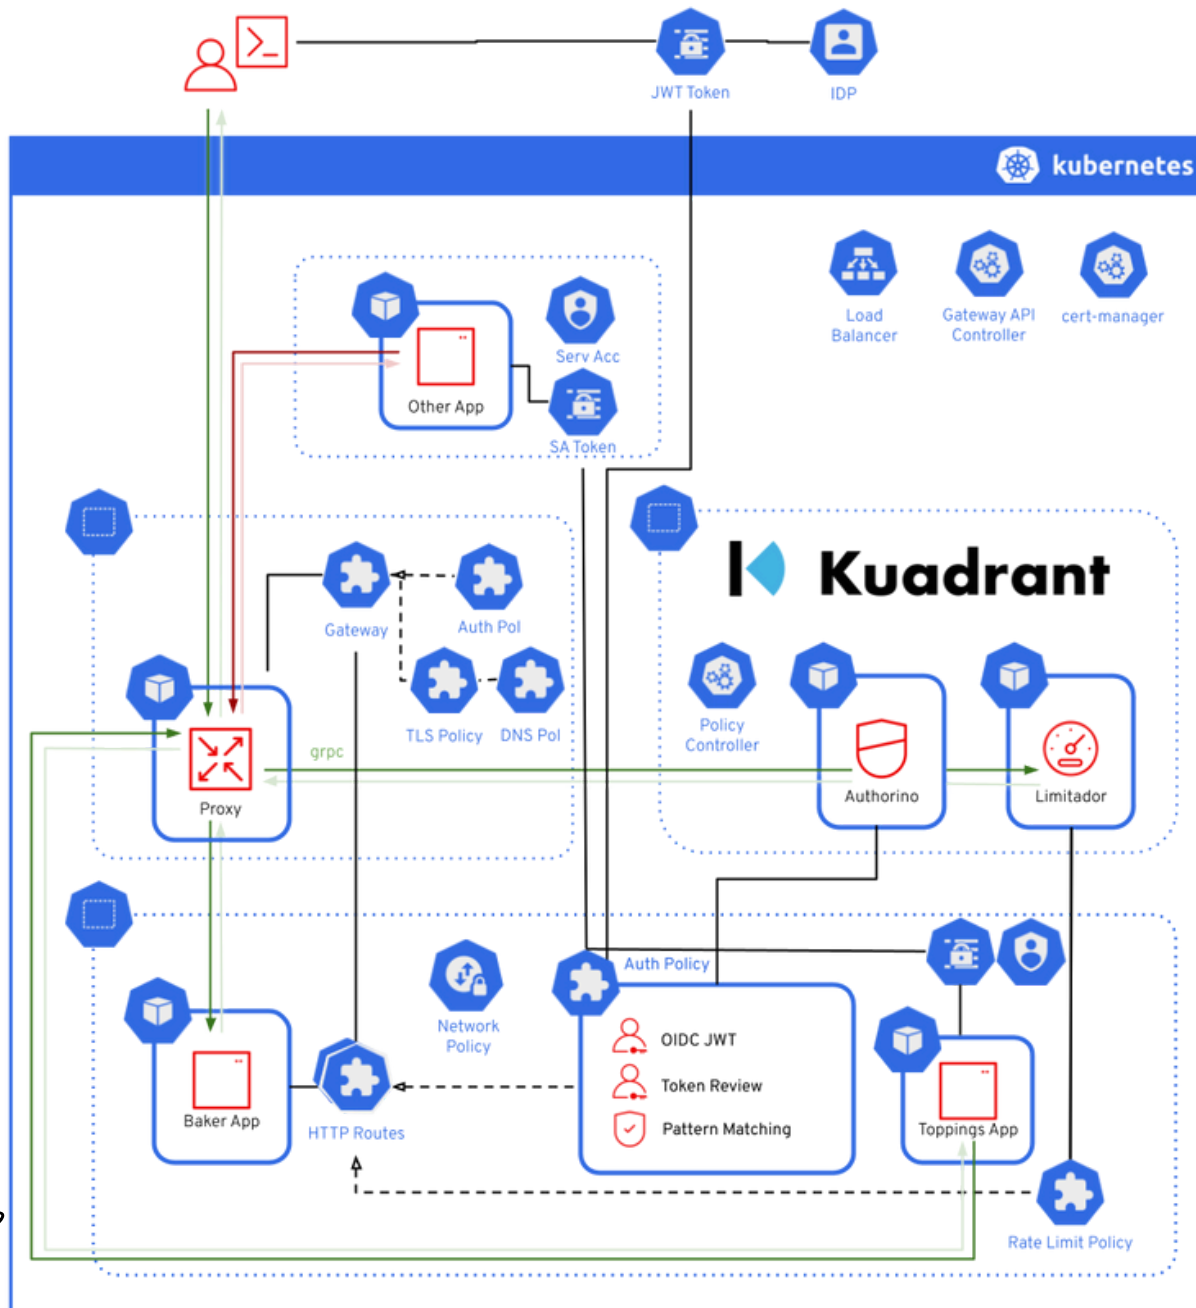 JWT Token
IDP
kubernetes
Load
Balancer
Gateway API
Controller
cert-manager
Serv Acc
Other App
SA Token
Kuadrant
Gateway
Auth Pol
TLS Policy
DNS Pol
Policy
Controller
grpc
Proxy
Authorino
Limitador
Auth Policy
Network
Policy
OIDC JWT
Token Review
Pattern Matching
Baker App
HTTP Routes
Toppings App
Rate Limit Policy